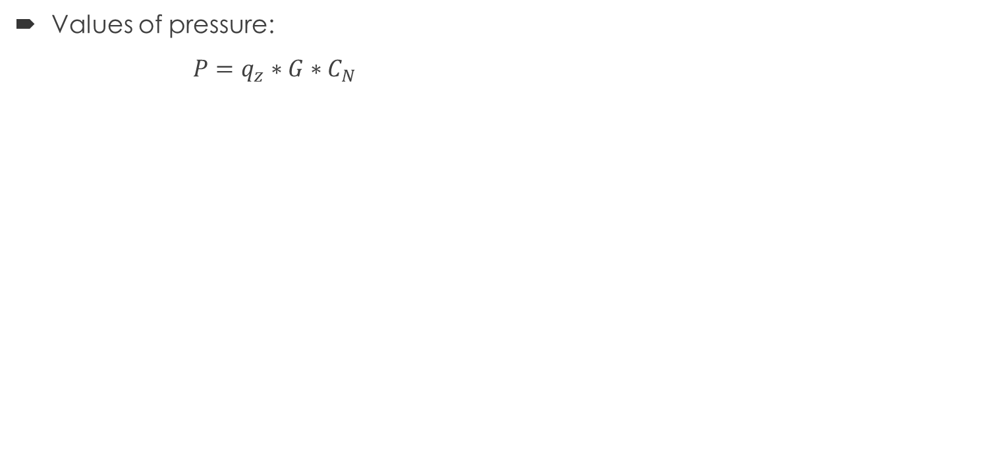 Values of pressure:
P = q_z * G * C_N